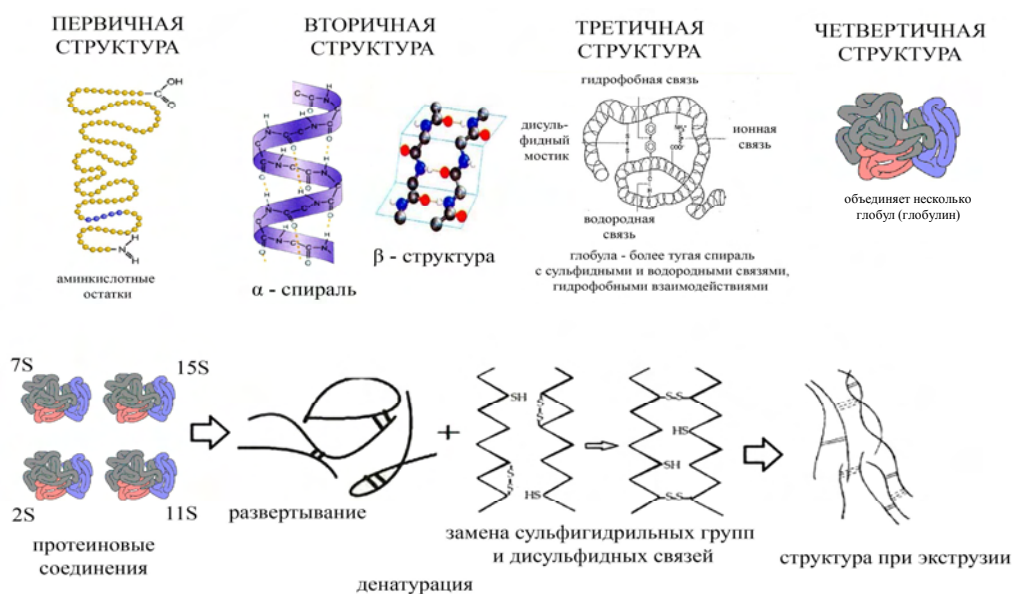 ПЕРВИЧНАЯ
СТРУКТУРА
ВТОРИЧНАЯ
СТРУКТУРА
ТРЕТИЧНАЯ
СТРУКТУРА
ЧЕТВЕРТИЧНАЯ
СТРУКТУРА
гидрофобная связь
дисуль-
фидный
мостик
ионная
связь
водородная
связь
аминкислотные
остатки
α - спираль
β - структура
глобула - более тугая спираль
с сульфидными и водородными связями,
гидрофобными взаимодействиями
объединяет несколько
глобул (глобулин)
7S
15S
2S
11S
протеиновые
соединения
развертывание
+
SH
HS
S-S
HS
SH
S-S
замена сульфигидрильных групп
и дисульфидных связей
денатурация
структура при экструзии